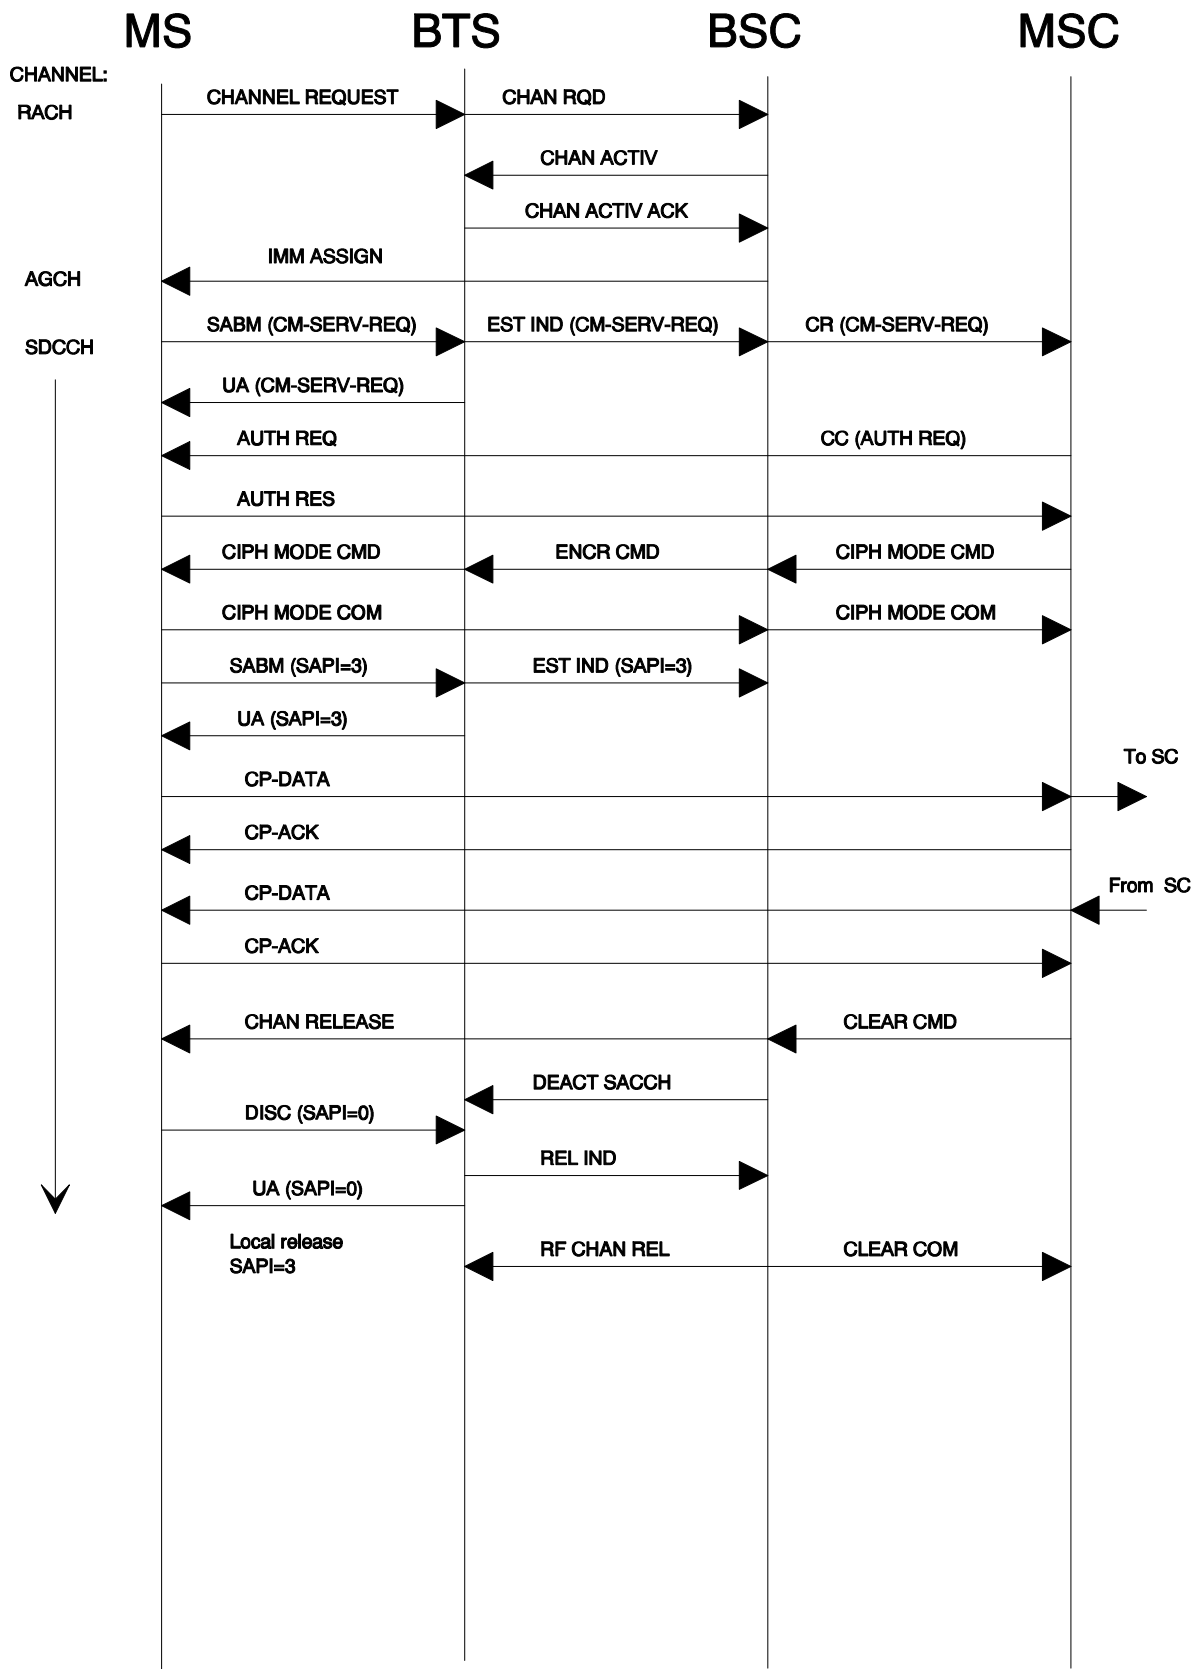 MS BTS BSC MSC
CHANNEL:
CHANNEL REQUEST CHAN RQD
RACH
CHAN ACTIV
CHAN ACTIV ACK
IMM ASSIGN
AGCH
SABM (CM-SERV-REQ) EST IND (CM-SERV-REQ) CR (CM-SERV-REQ)
SDCCH
UA (CM-SERV-REQ)
AUTH REQ CC (AUTH REQ)
AUTH RES
CIPH MODE CMD ENCR CMD CIPH MODE CMD
CIPH MODE COM CIPH MODE COM
SABM (SAPI=3) EST IND (SAPI=3)
UA (SAPI=3)
To SC
CP-DATA
CP-ACK
From SC
CP-DATA
CP-ACK
CHAN RELEASE CLEAR CMD
DEACT SACCH
DISC (SAPI=0)
REL IND
UA (SAPI=0)
Local release
SAPI=3
RF CHAN REL CLEAR COM